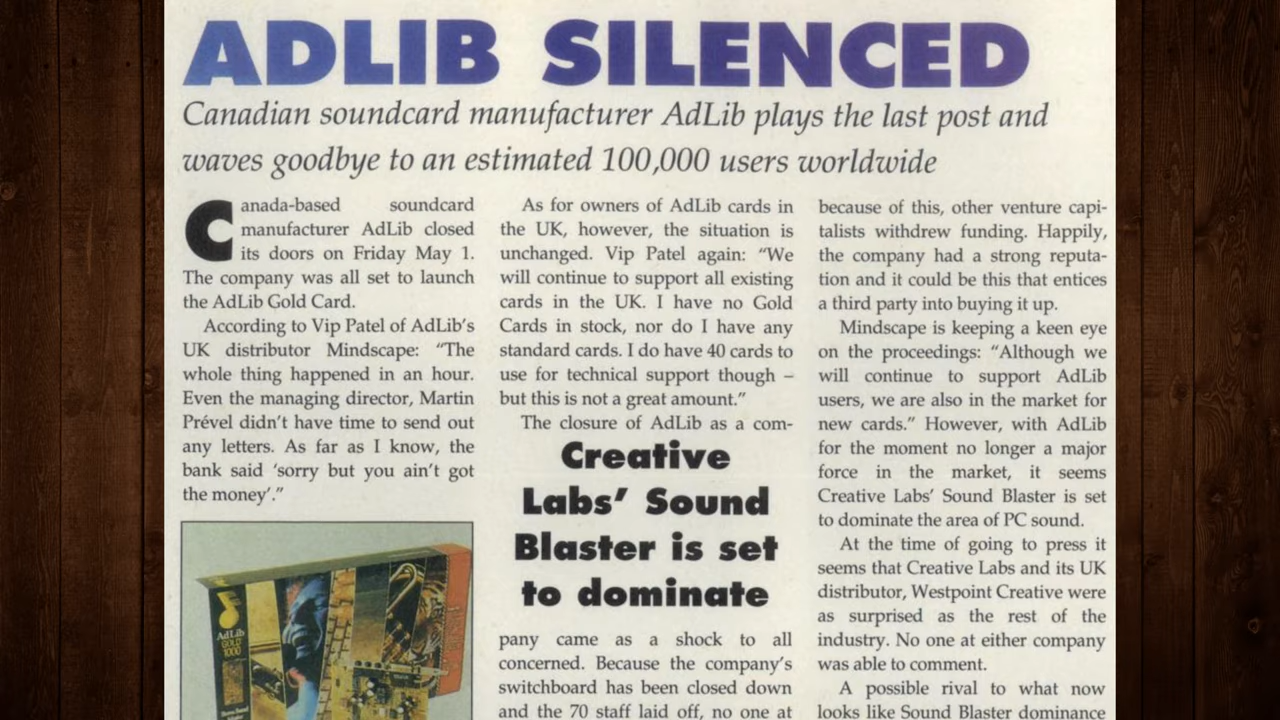 ADLIB SILENCED
Canadian soundcard manufacturer AdLib plays the last post and
waves goodbye to an estimated 100,000 users worldwide
Canada-based soundcard
manufacturer AdLib closed
its doors on Friday May 1.
The company was all set to launch
the AdLib Gold Card.
According to Vip Patel of AdLib's
UK distributor Mindscape: “The
whole thing happened in an hour.
Even the managing director, Martin
Prével didn't have time to send out
any letters. As far as I know, the
bank said ‘sorry but you ain't got
the money’.”
AdLib
GOLD
1000
As for owners of AdLib cards in
the UK, however, the situation is
unchanged. Vip Patel again: “We
will continue to support all existing
cards in the UK. I have no Gold
Cards in stock, nor do I have any
standard cards. I do have 40 cards to
use for technical support though –
but this is not a great amount.”
The closure of AdLib as a com-
Creative
Labs’ Sound
Blaster is set
to dominate
pany came as a shock to all
concerned. Because the company's
switchboard has been closed down
and the 70 staff laid off, no one at
because of this, other venture capi-
talists withdrew funding. Happily,
the company had a strong reputa-
tion and it could be this that entices
a third party into buying it up.
Mindscape is keeping a keen eye
on the proceedings: “Although we
will continue to support AdLib
users, we are also in the market for
new cards.” However, with AdLib
for the moment no longer a major
force in the market, it seems
Creative Labs’ Sound Blaster is set
to dominate the area of PC sound.
At the time of going to press it
seems that Creative Labs and its UK
distributor, Westpoint Creative were
as surprised as the rest of the
industry. No one at either company
was able to comment.
A possible rival to what now
looks like Sound Blaster dominance